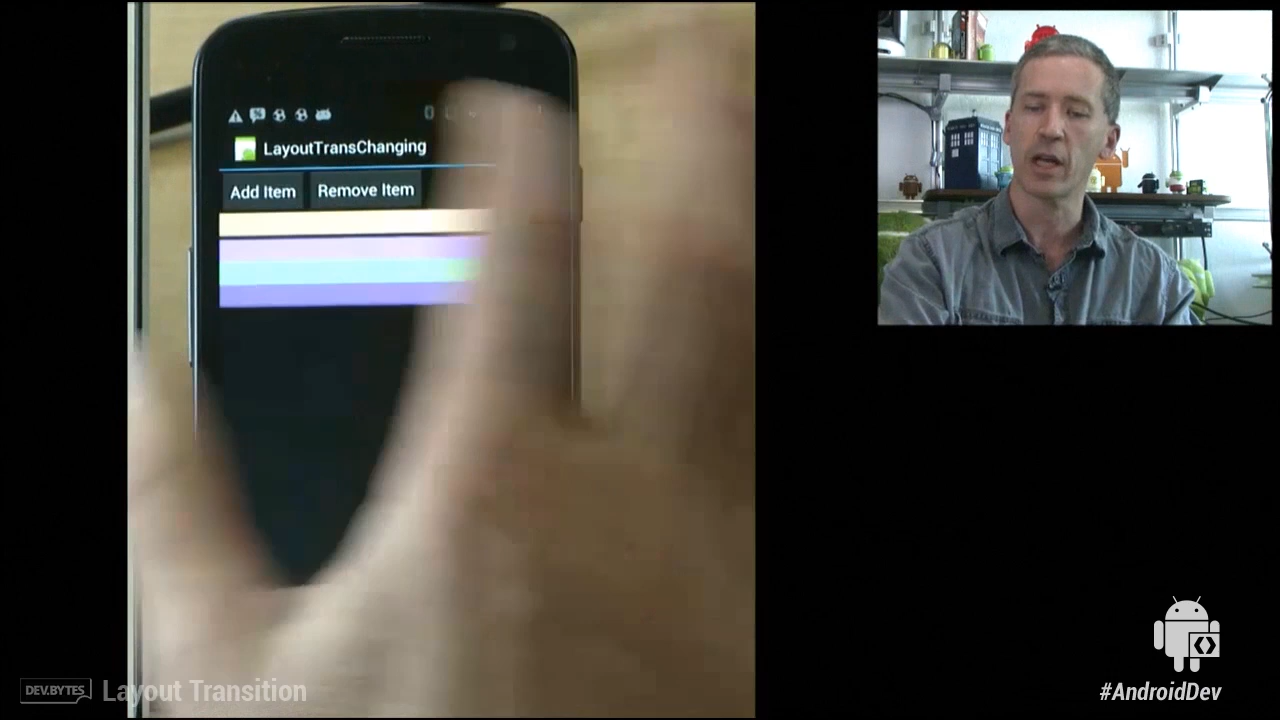 LayoutTransChanging
Add Item
Remove Item
DEV.BYTES
Layout Transition
#AndroidDev